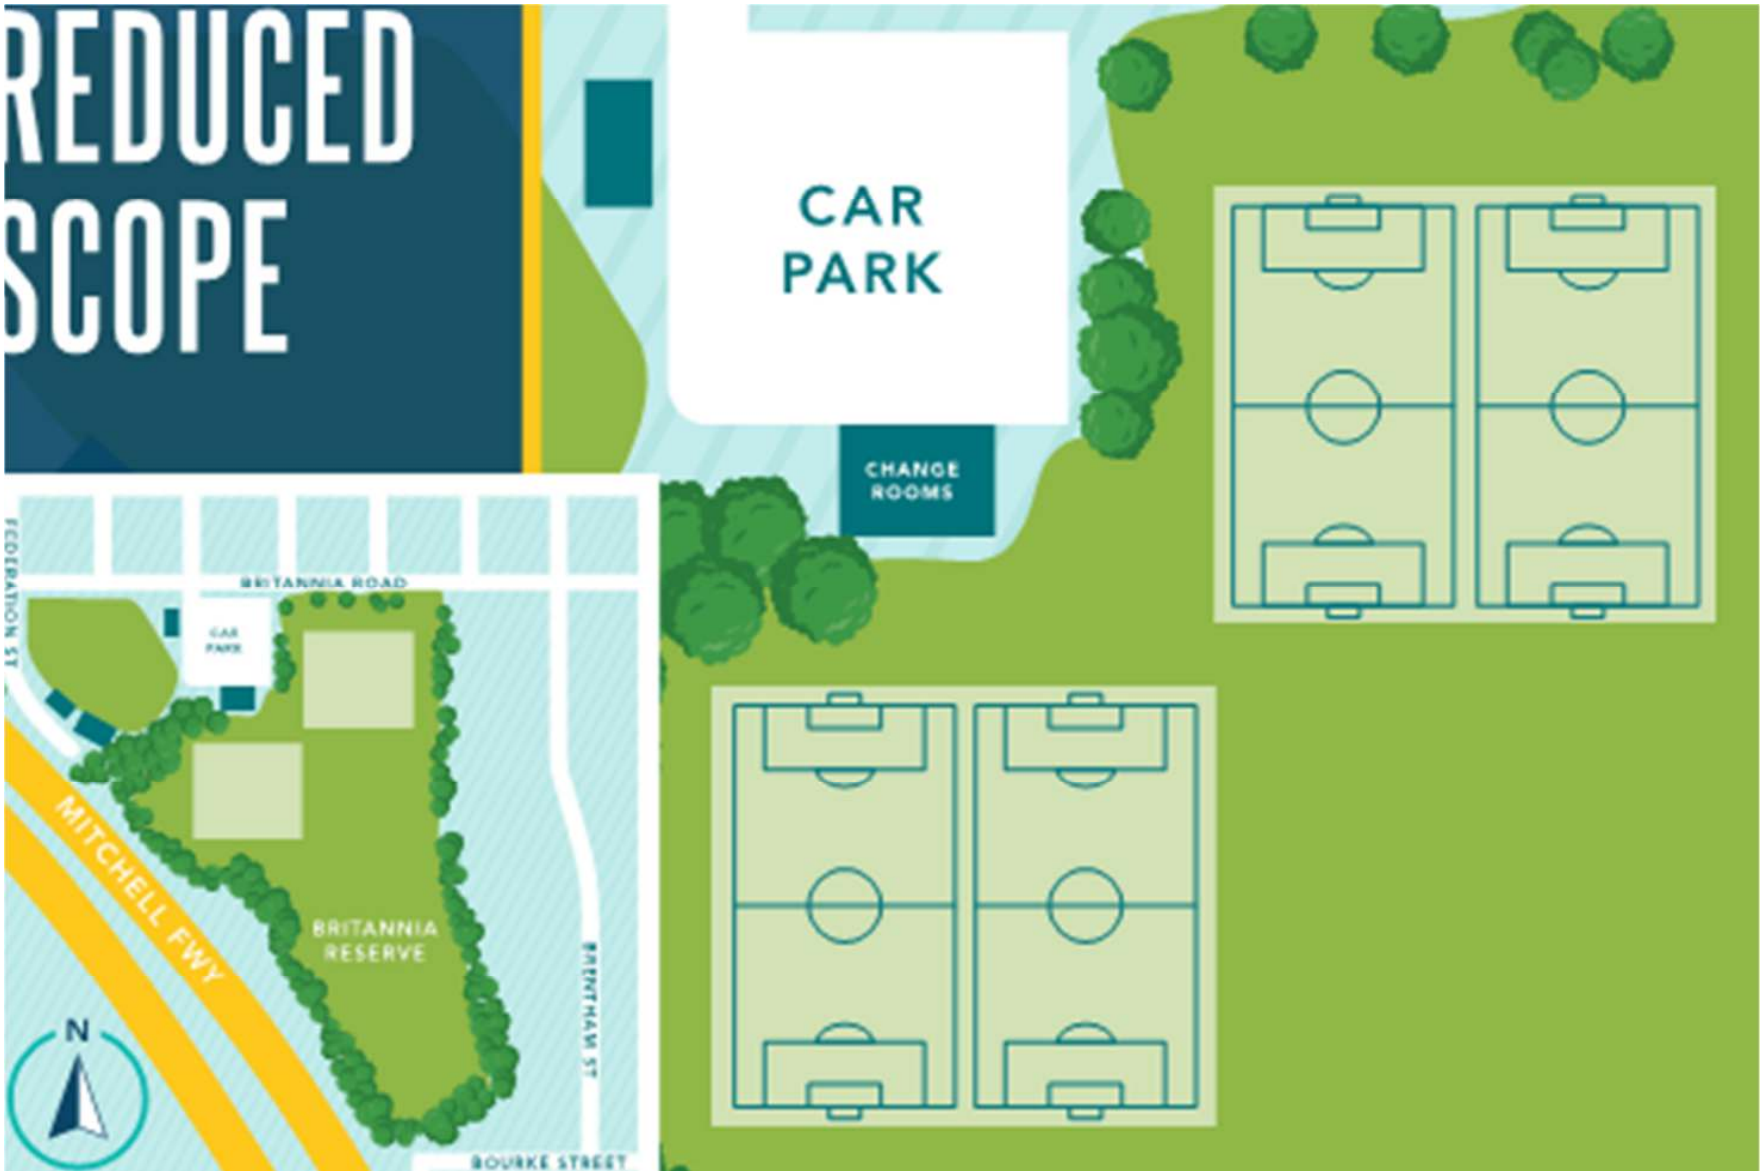 REDUCED
SCOPE
CAR
PARK
CHANGE
ROOMS
FEDERATION ST
BRITANNIA ROAD
CAR
PARK
MITCHELL FWY
BRITANNIA
RESERVE
BRENTHAM ST
N
BOURKE STREET